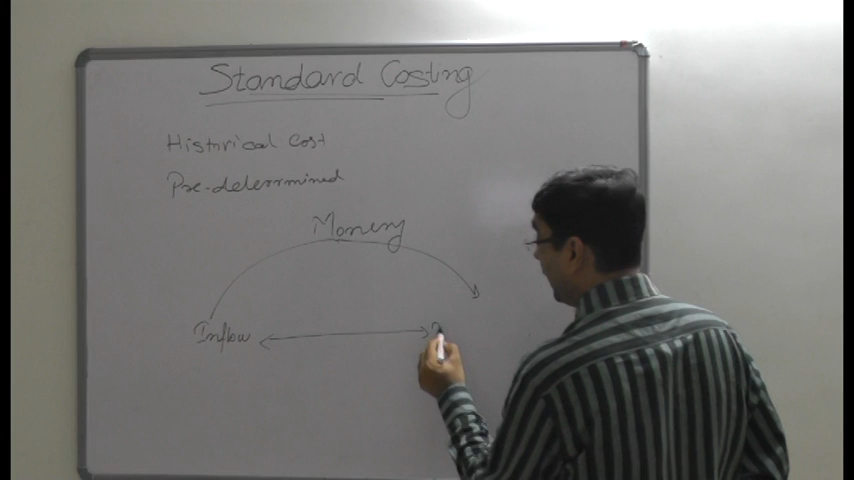 Standard Costing
Historical Cost
Pre-determined
Money
Inflow